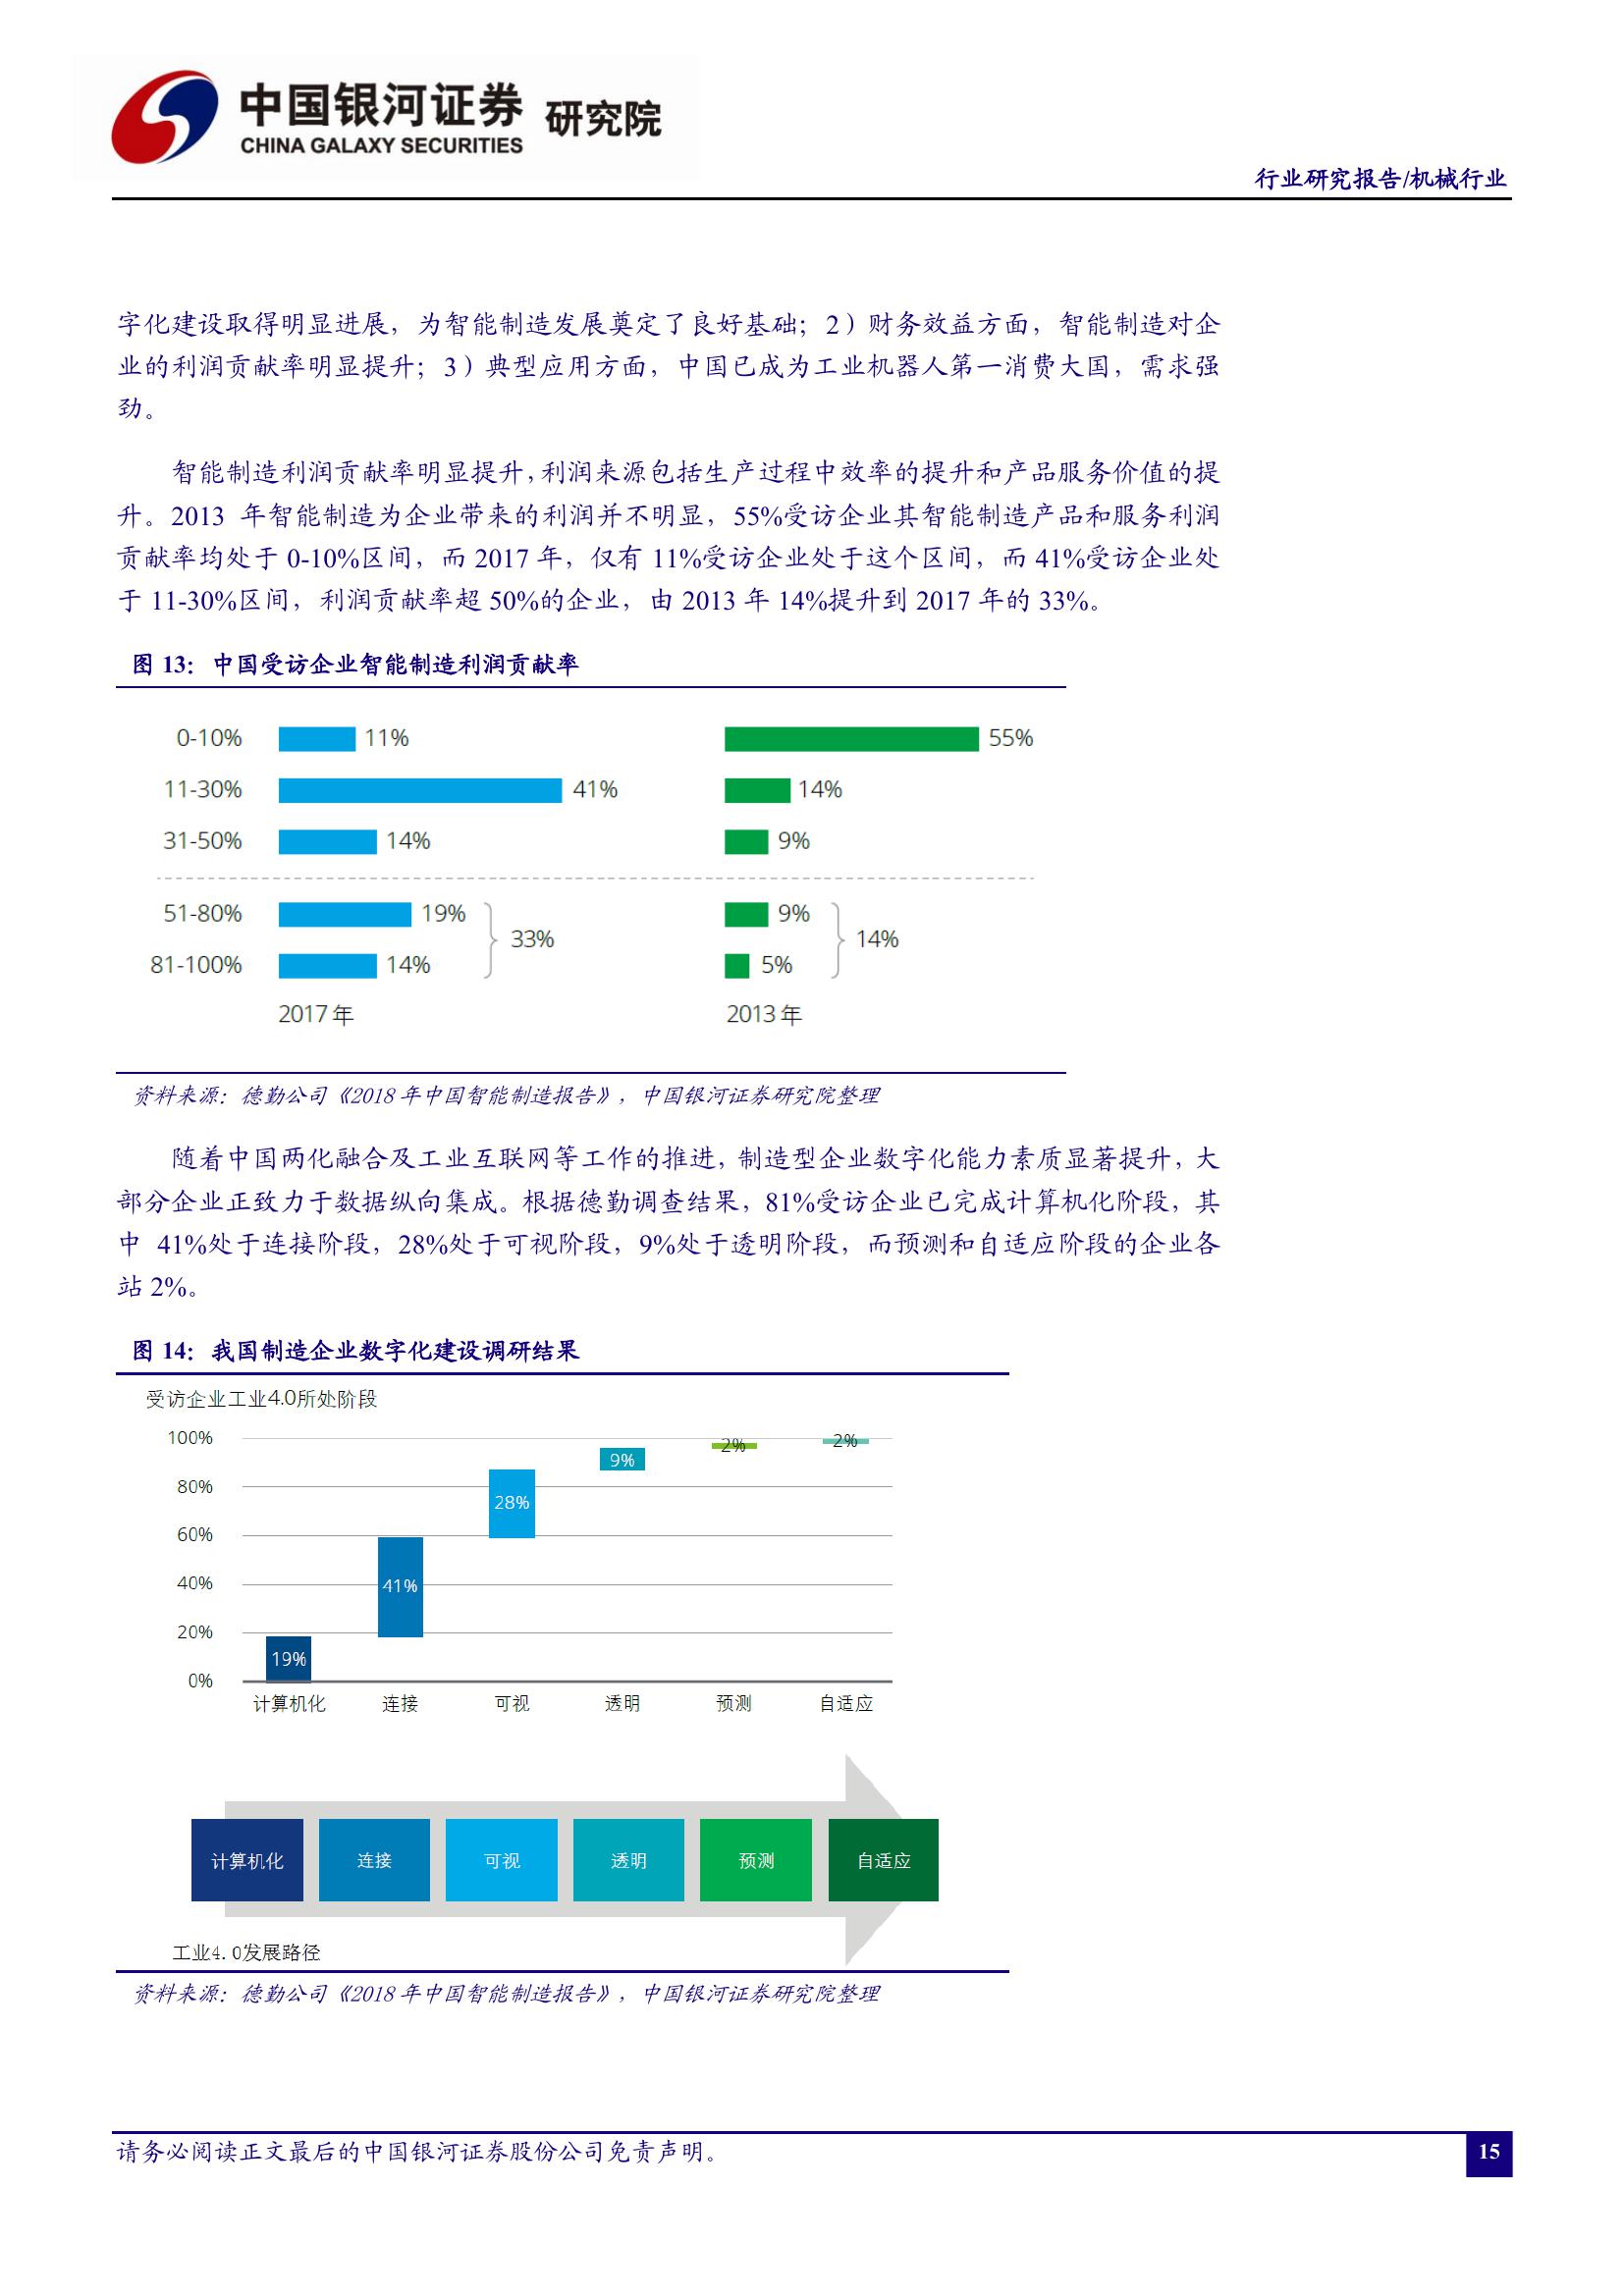 中国银河证券 研究院
CHINA GALAXY SECURITIES
行业研究报告/机械行业
字化建设取得明显进展，为智能制造发展奠定了良好基础；2）财务效益方面，智能制造对企
业的利润贡献率明显提升；3）典型应用方面，中国已成为工业机器人第一消费大国，需求强
劲。
智能制造利润贡献率明显提升，利润来源包括生产过程中效率的提升和产品服务价值的提
升。2013 年智能制造为企业带来的利润并不明显，55%受访企业其智能制造产品和服务利润
贡献率均处于 0-10%区间，而 2017 年，仅有 11%受访企业处于这个区间，而 41%受访企业处
于 11-30%区间，利润贡献率超 50%的企业，由 2013 年 14%提升到 2017 年的 33%。
图 13：中国受访企业智能制造利润贡献率
0-10% 11% 55%
11-30% 41% 14%
31-50% 14% 9%
51-80% 19% 9%
33% 14%
81-100% 14% 5%
2017 年 2013 年
资料来源：德勤公司《2018 年中国智能制造报告》，中国银河证券研究院整理
随着中国两化融合及工业互联网等工作的推进，制造型企业数字化能力素质显著提升，大
部分企业正致力于数据纵向集成。根据德勤调查结果，81%受访企业已完成计算机化阶段，其
中 41%处于连接阶段，28%处于可视阶段，9%处于透明阶段，而预测和自适应阶段的企业各
站 2%。
图 14：我国制造企业数字化建设调研结果
受访企业工业4.0所处阶段
100% 2% 2%
9%
80% 28%
60%
40% 41%
20%
19%
0%
计算机化 连接 可视 透明 预测 自适应
计算机化 连接 可视 透明 预测 自适应
工业4.0发展路径
资料来源：德勤公司《2018 年中国智能制造报告》，中国银河证券研究院整理
请务必阅读正文最后的中国银河证券股份公司免责声明。
15